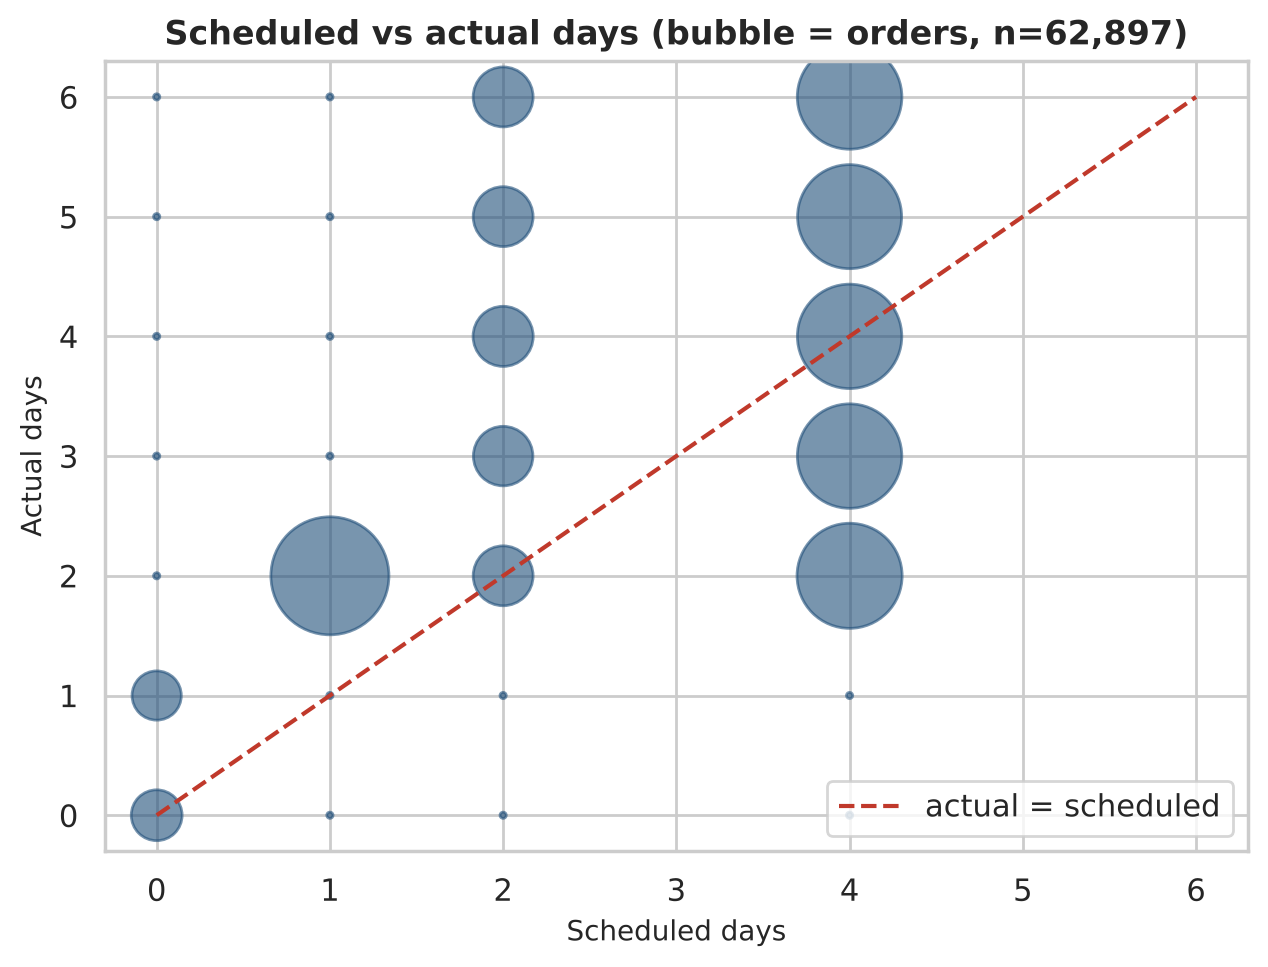 Scheduled vs actual days (bubble = orders, n=62,897)
6
5
4
3
2
1
0
Actual days
0 1 2 3 4 5 6
Scheduled days
actual = scheduled